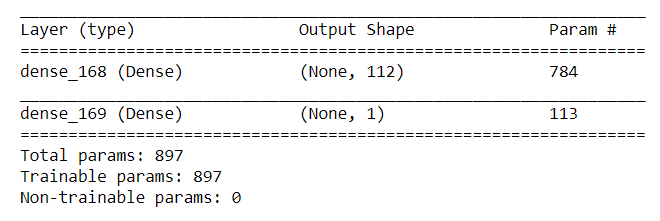 _________________________________________________________________
Layer (type)                 Output Shape              Param #
=================================================================
dense_168 (Dense)            (None, 112)               784
_________________________________________________________________
dense_169 (Dense)            (None, 1)                 113
=================================================================
Total params: 897
Trainable params: 897
Non-trainable params: 0